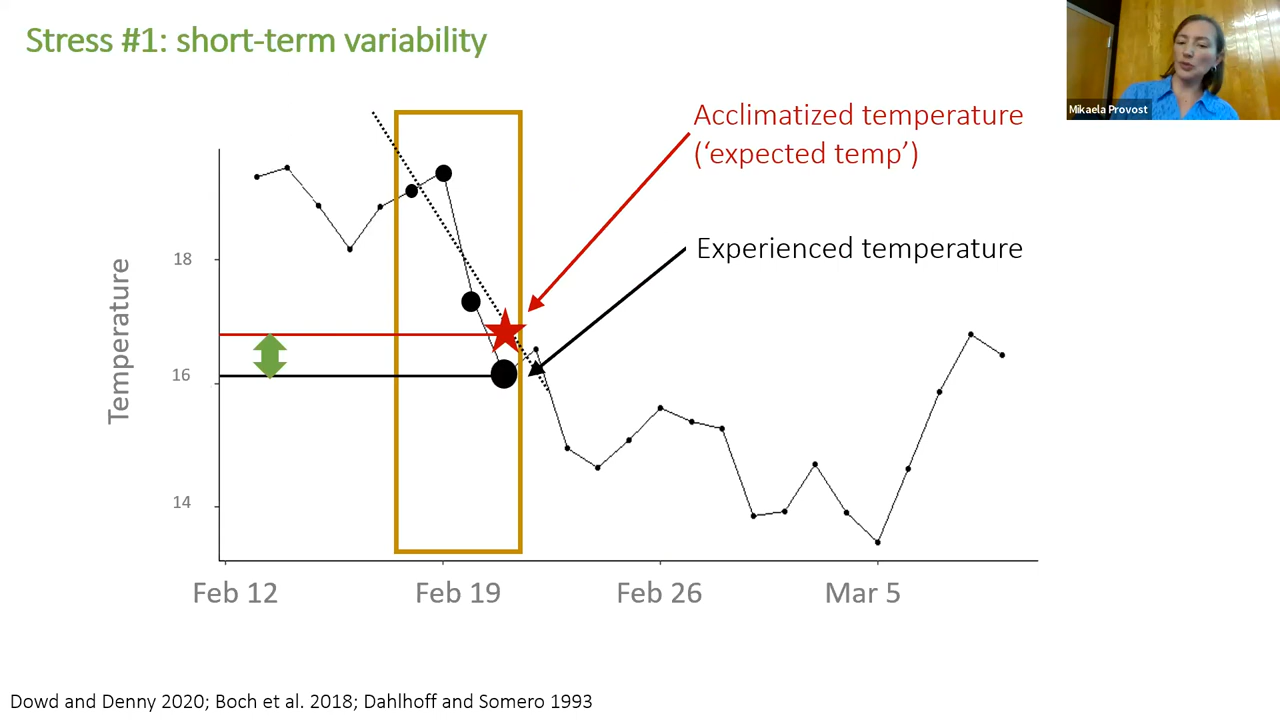 Stress #1: short-term variability
Mikaela Provost
Acclimatized temperature
(‘expected temp’)
Experienced temperature
Temperature
18
16
14
Feb 12
Feb 19
Feb 26
Mar 5
Dowd and Denny 2020; Boch et al. 2018; Dahlhoff and Somero 1993